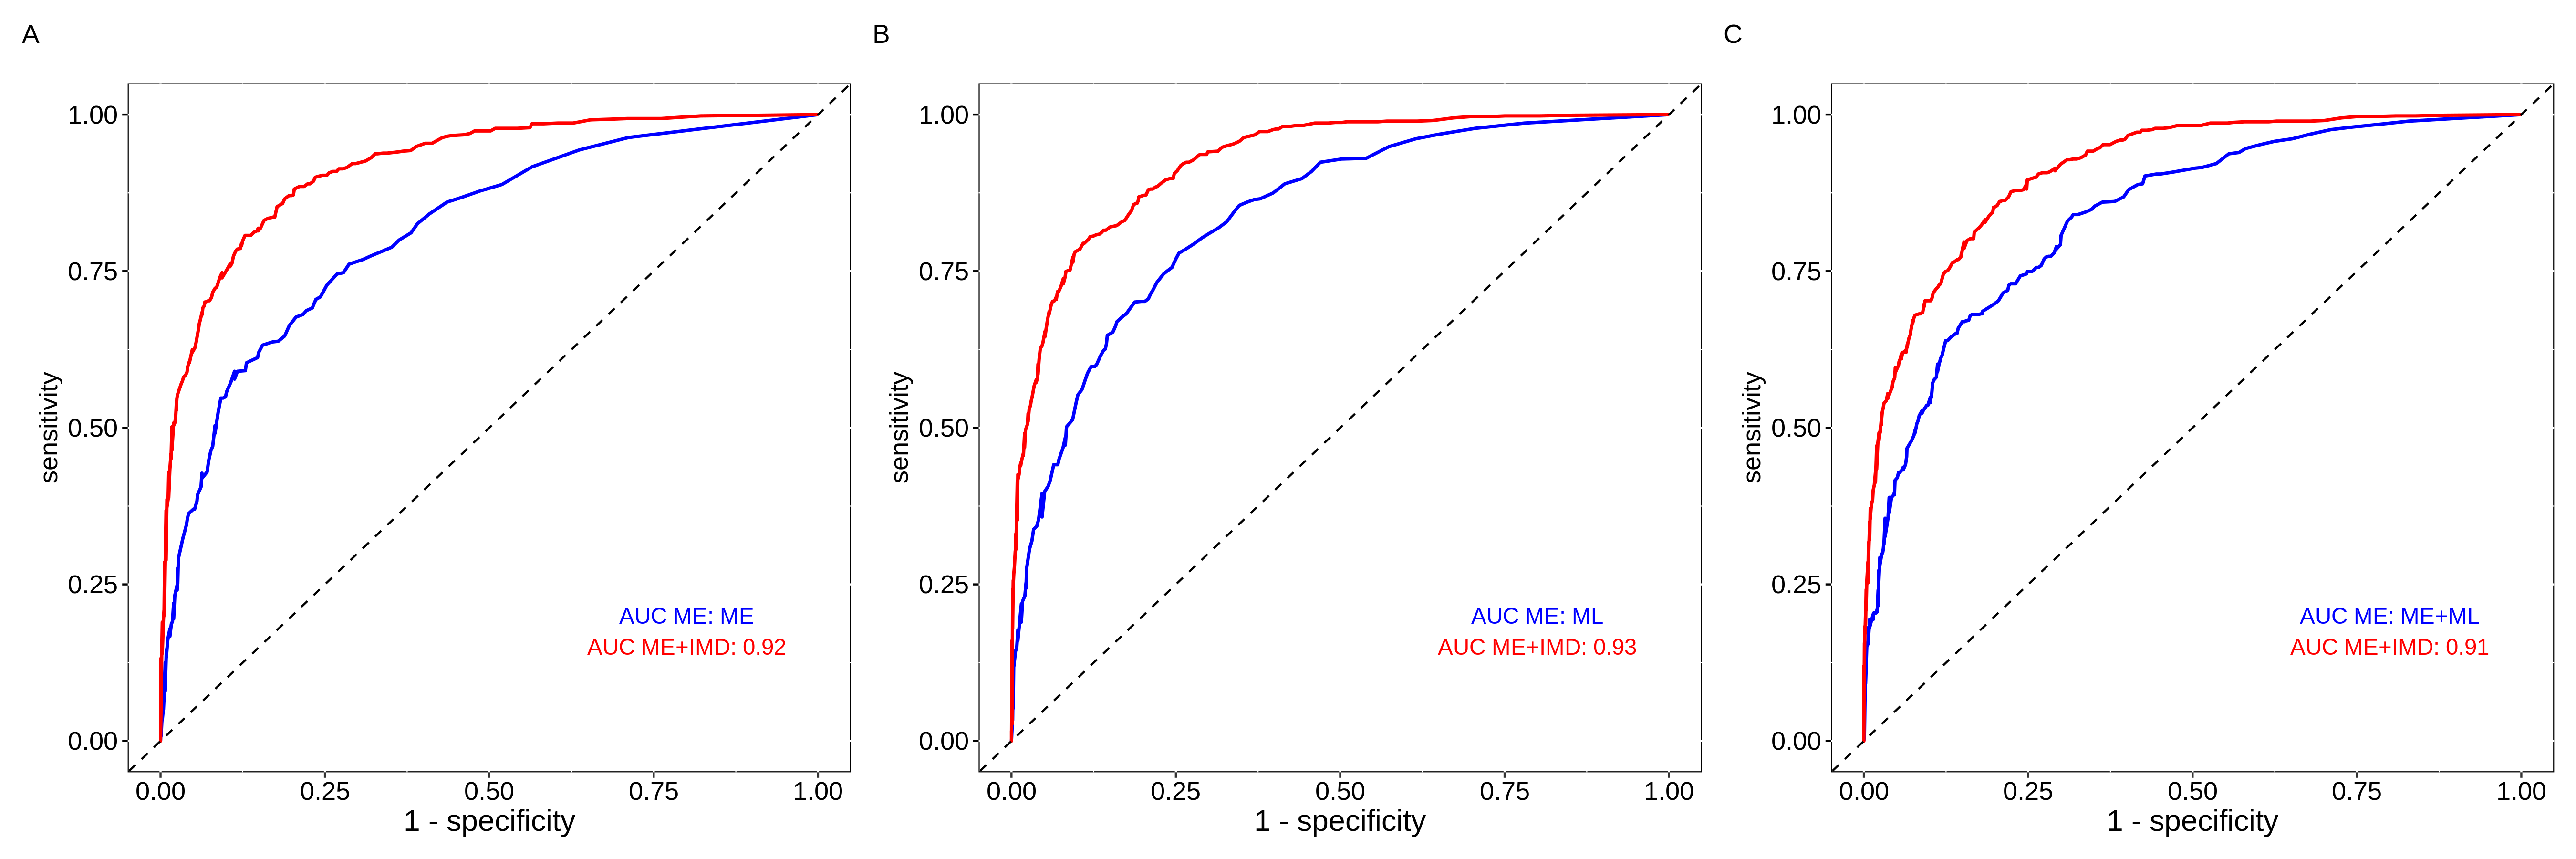 A
B
C
1.00
0.75
0.50
0.25
0.00
sensitivity
0.00 0.25 0.50 0.75 1.00
1 - specificity
AUC ME: ME
AUC ME+IMD: 0.92
1.00
0.75
0.50
0.25
0.00
sensitivity
0.00 0.25 0.50 0.75 1.00
1 - specificity
AUC ME: ML
AUC ME+IMD: 0.93
1.00
0.75
0.50
0.25
0.00
sensitivity
0.00 0.25 0.50 0.75 1.00
1 - specificity
AUC ME: ME+ML
AUC ME+IMD: 0.91